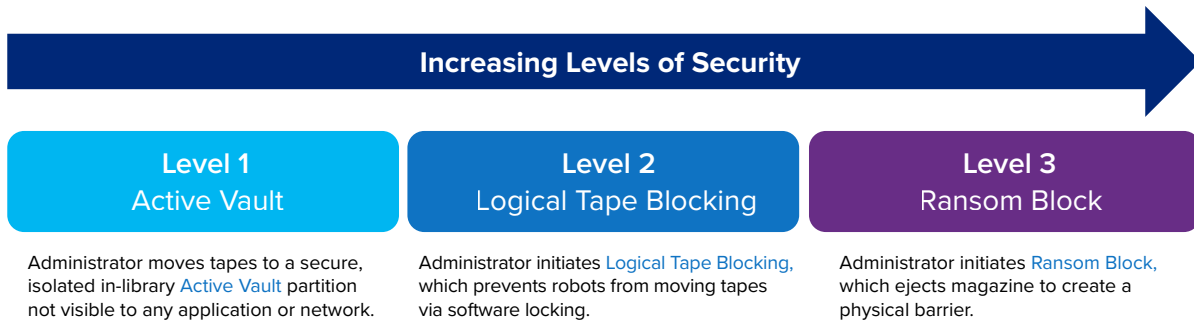 Increasing Levels of Security
Level 1
Active Vault
Administrator moves tapes to a secure,
isolated in-library Active Vault partition
not visible to any application or network.
Level 2
Logical Tape Blocking
Administrator initiates Logical Tape Blocking,
which prevents robots from moving tapes
via software locking.
Level 3
Ransom Block
Administrator initiates Ransom Block,
which ejects magazine to create a
physical barrier.